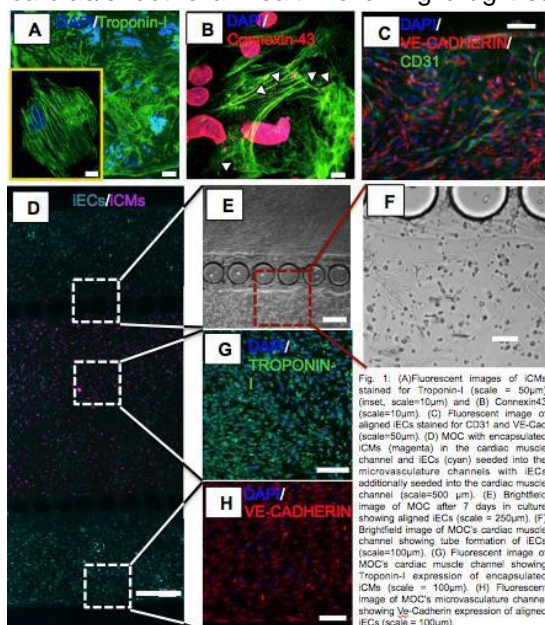 A
DAPI/Troponin-I
B
DAPI/
Connexin-43
C
DAPI/
VE-CADHERIN/
CD31
D
iECs/iCMs
E
F
G
DAPI/
TROPONIN-
I
H
DAPI/
VE-CADHERIN
Fig. 1: (A)Fluorescent images of iCMs
stained for Troponin-I (scale = 50µm)
(inset, scale=10µm) and (B) Connexin43
(scale=10µm). (C) Fluorescent image of
aligned iECs stained for CD31 and VE-Cad
(scale=50µm). (D) MOC with encapsulated
iCMs (magenta) in the cardiac muscle
channel and iECs (cyan) seeded into the
microvasculature channels with iECs
additionally seeded into the cardiac muscle
channel (scale=500 µm). (E) Brightfield
image of MOC after 7 days in culture
showing aligned iECs (scale = 250µm). (F)
Brightfield image of MOC's cardiac muscle
channel showing tube formation of iECs
(scale=100µm). (G) Fluorescent image of
MOC's cardiac muscle channel showing
Troponin-I expression of encapsulated
iCMs (scale = 100µm). (H) Fluorescent
image of MOC's microvasculature channel
showing Ve-Cadherin expression of aligned
iECs (scale = 100µm).